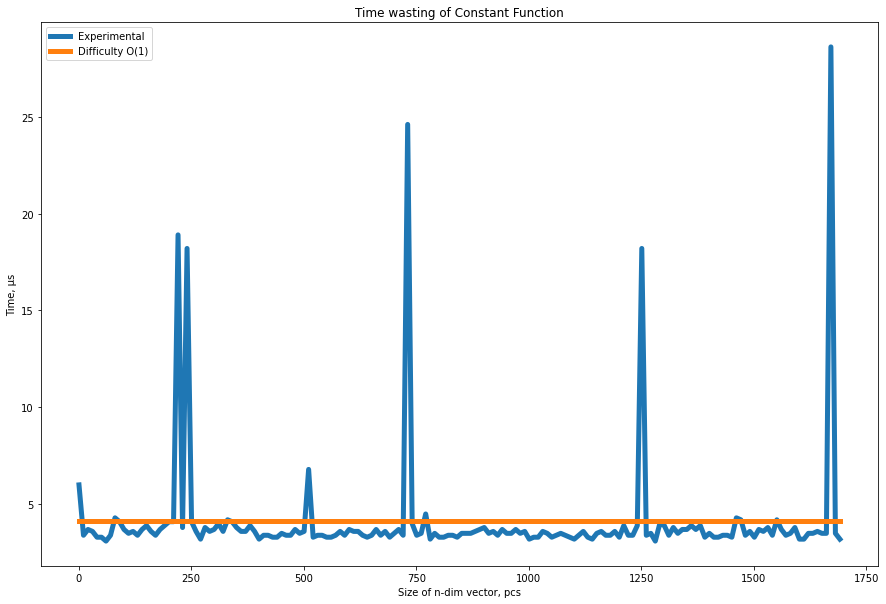 Time wasting of Constant Function
Experimental
Difficulty O(1)
Time, µs
25
20
15
10
5
0
250
500
750
1000
1250
1500
1750
Size of n-dim vector, pcs